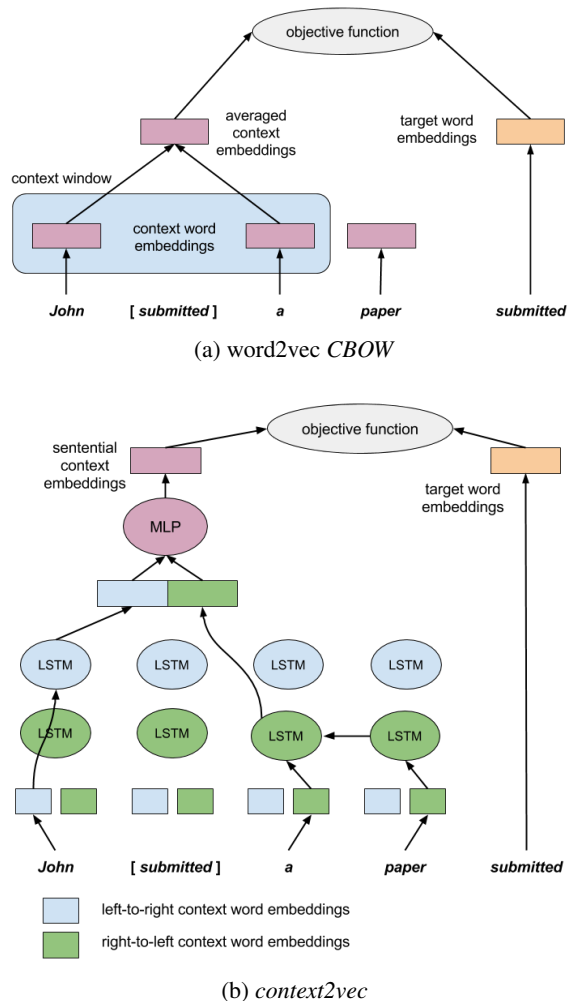 objective function
averaged
context
embeddings
target word
embeddings
context window
context word
embeddings
John [ submitted ] a paper submitted
(a) word2vec CBOW
objective function
sentential
context
embeddings
target word
embeddings
MLP
LSTM LSTM LSTM LSTM
LSTM LSTM LSTM LSTM
John [ submitted ] a paper submitted
left-to-right context word embeddings
right-to-left context word embeddings
(b) context2vec